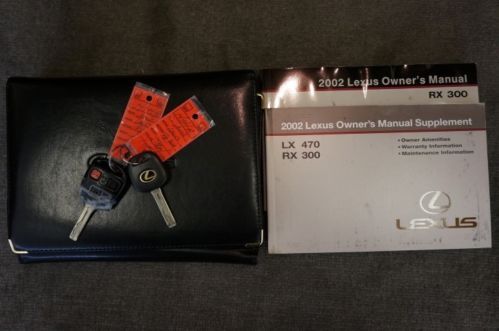 2002 Lexus Owner's Manual
RX 300
2002 Lexus Owner's Manual Supplement
LX 470
RX 300
• Owner Amenities
• Warranty Information
• Maintenance Information
LEXUS